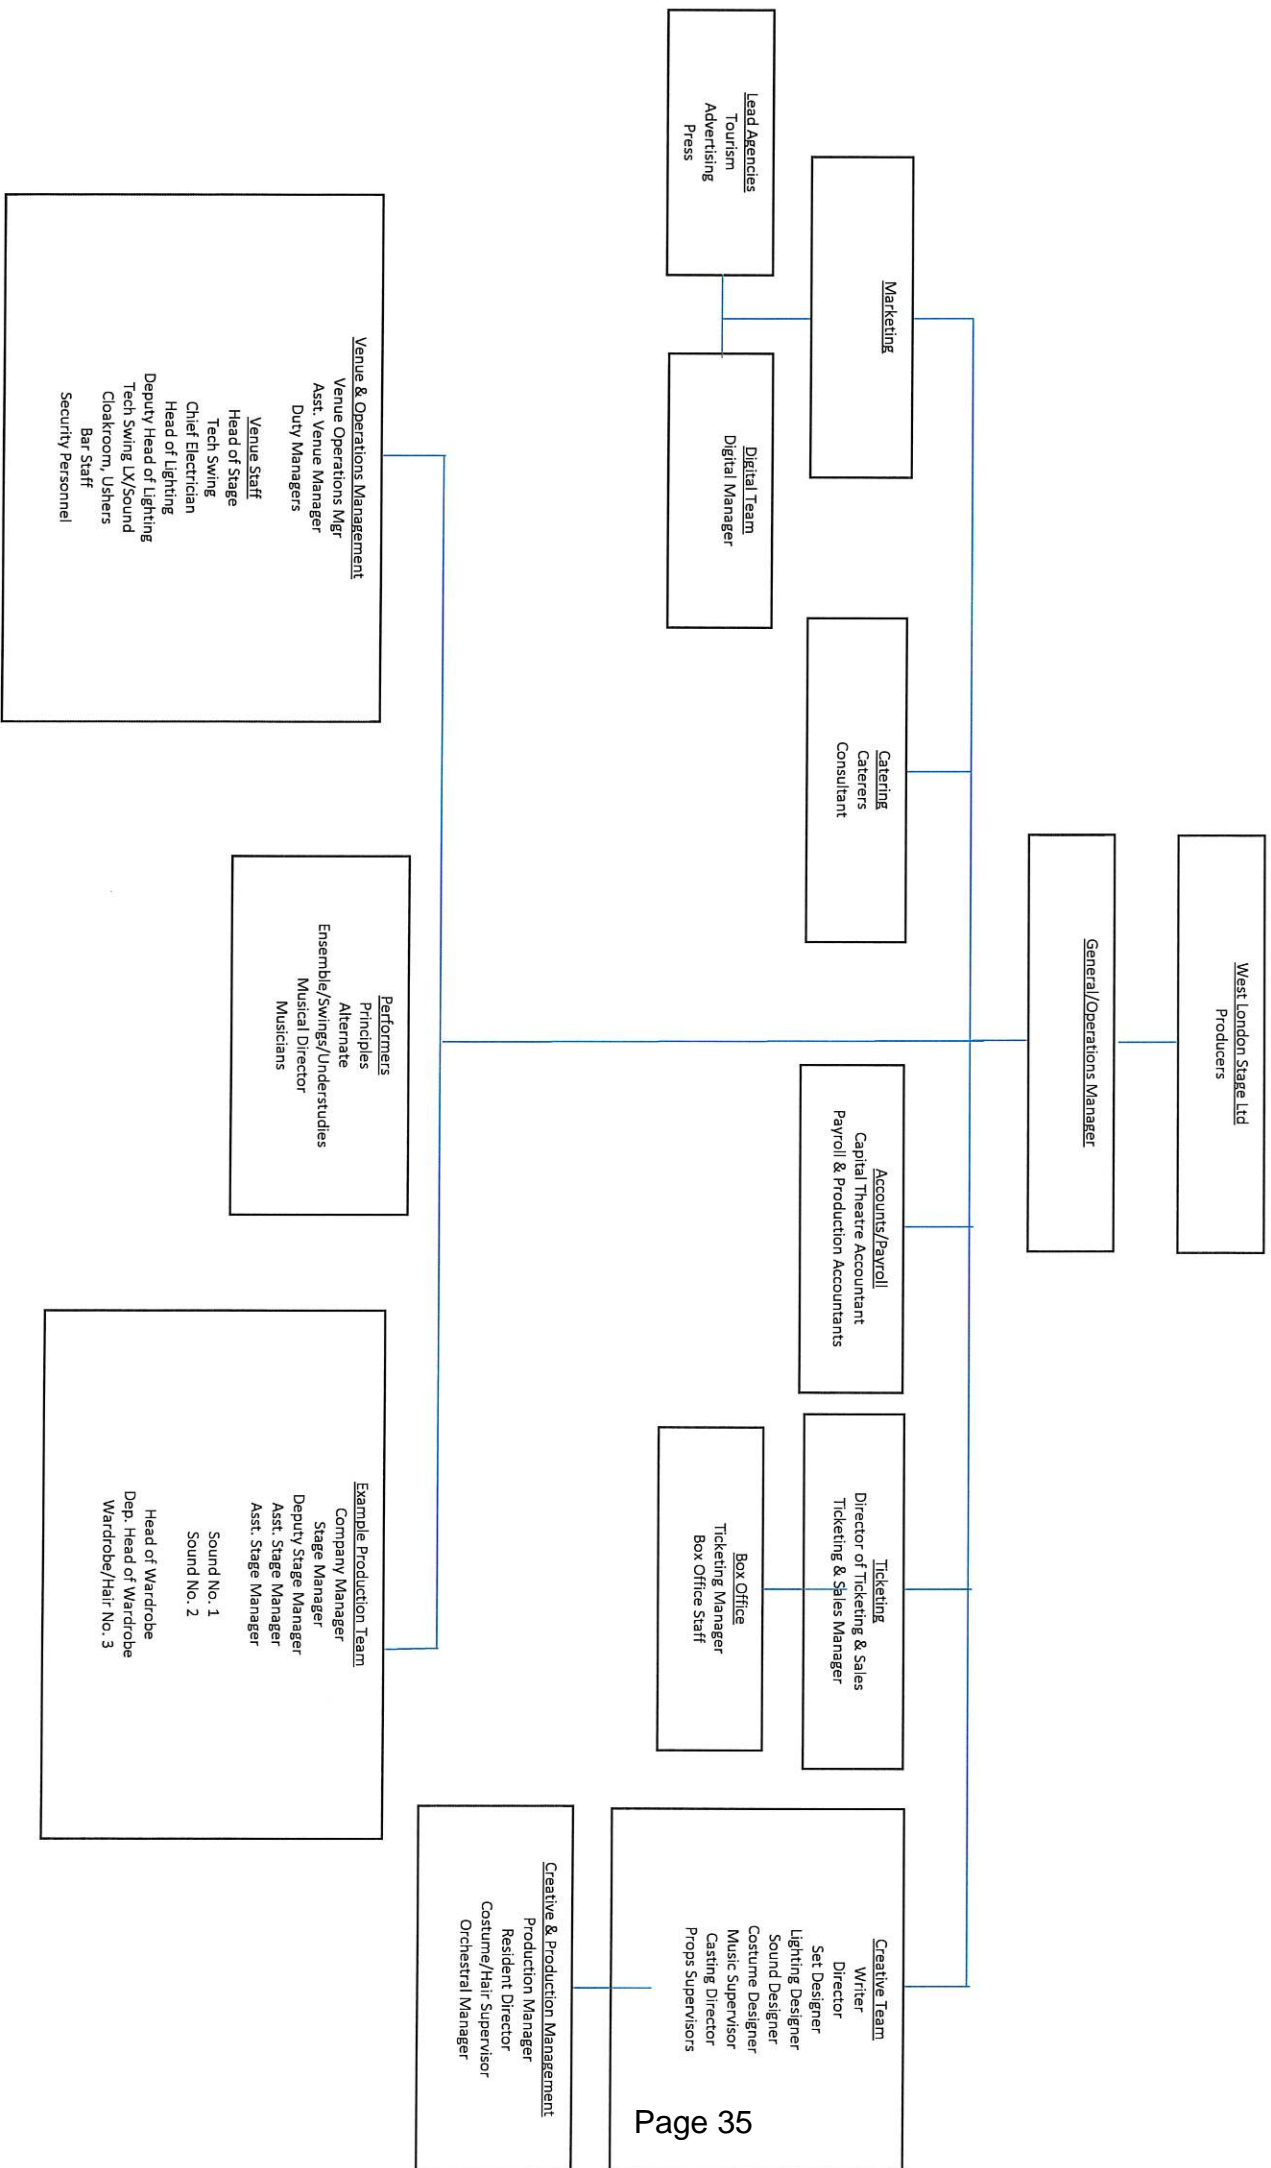 West London Stage Ltd
Producers
General/Operations Manager
Marketing
Catering
Caterers
Consultant
Accounts/Payroll
Capital Theatre Accountant
Payroll & Production Accountants
Ticketing
Director of Ticketing & Sales
Ticketing & Sales Manager
Creative Team
Writer
Director
Set Designer
Lighting Designer
Sound Designer
Costume Designer
Music Supervisor
Casting Director
Props Supervisors
Lead Agencies
Tourism
Advertising
Press
Digital Team
Digital Manager
Box Office
Ticketing Manager
Box Office Staff
Creative & Production Management
Production Manager
Resident Director
Costume/Hair Supervisor
Orchestral Manager
Venue & Operations Management
Venue Operations Mgr
Asst. Venue Manager
Duty Managers
Venue Staff
Head of Stage
Tech Swing
Chief Electrician
Head of Lighting
Deputy Head of Lighting
Tech Swing LX/Sound
Cloakroom, Ushers
Bar Staff
Security Personnel
Performers
Principles
Alternate
Ensemble/Swings/Understudies
Musical Director
Musicians
Example Production Team
Company Manager
Stage Manager
Deputy Stage Manager
Asst. Stage Manager
Asst. Stage Manager
Sound No. 1
Sound No. 2
Head of Wardrobe
Dep. Head of Wardrobe
Wardrobe/Hair No. 3
Page 35